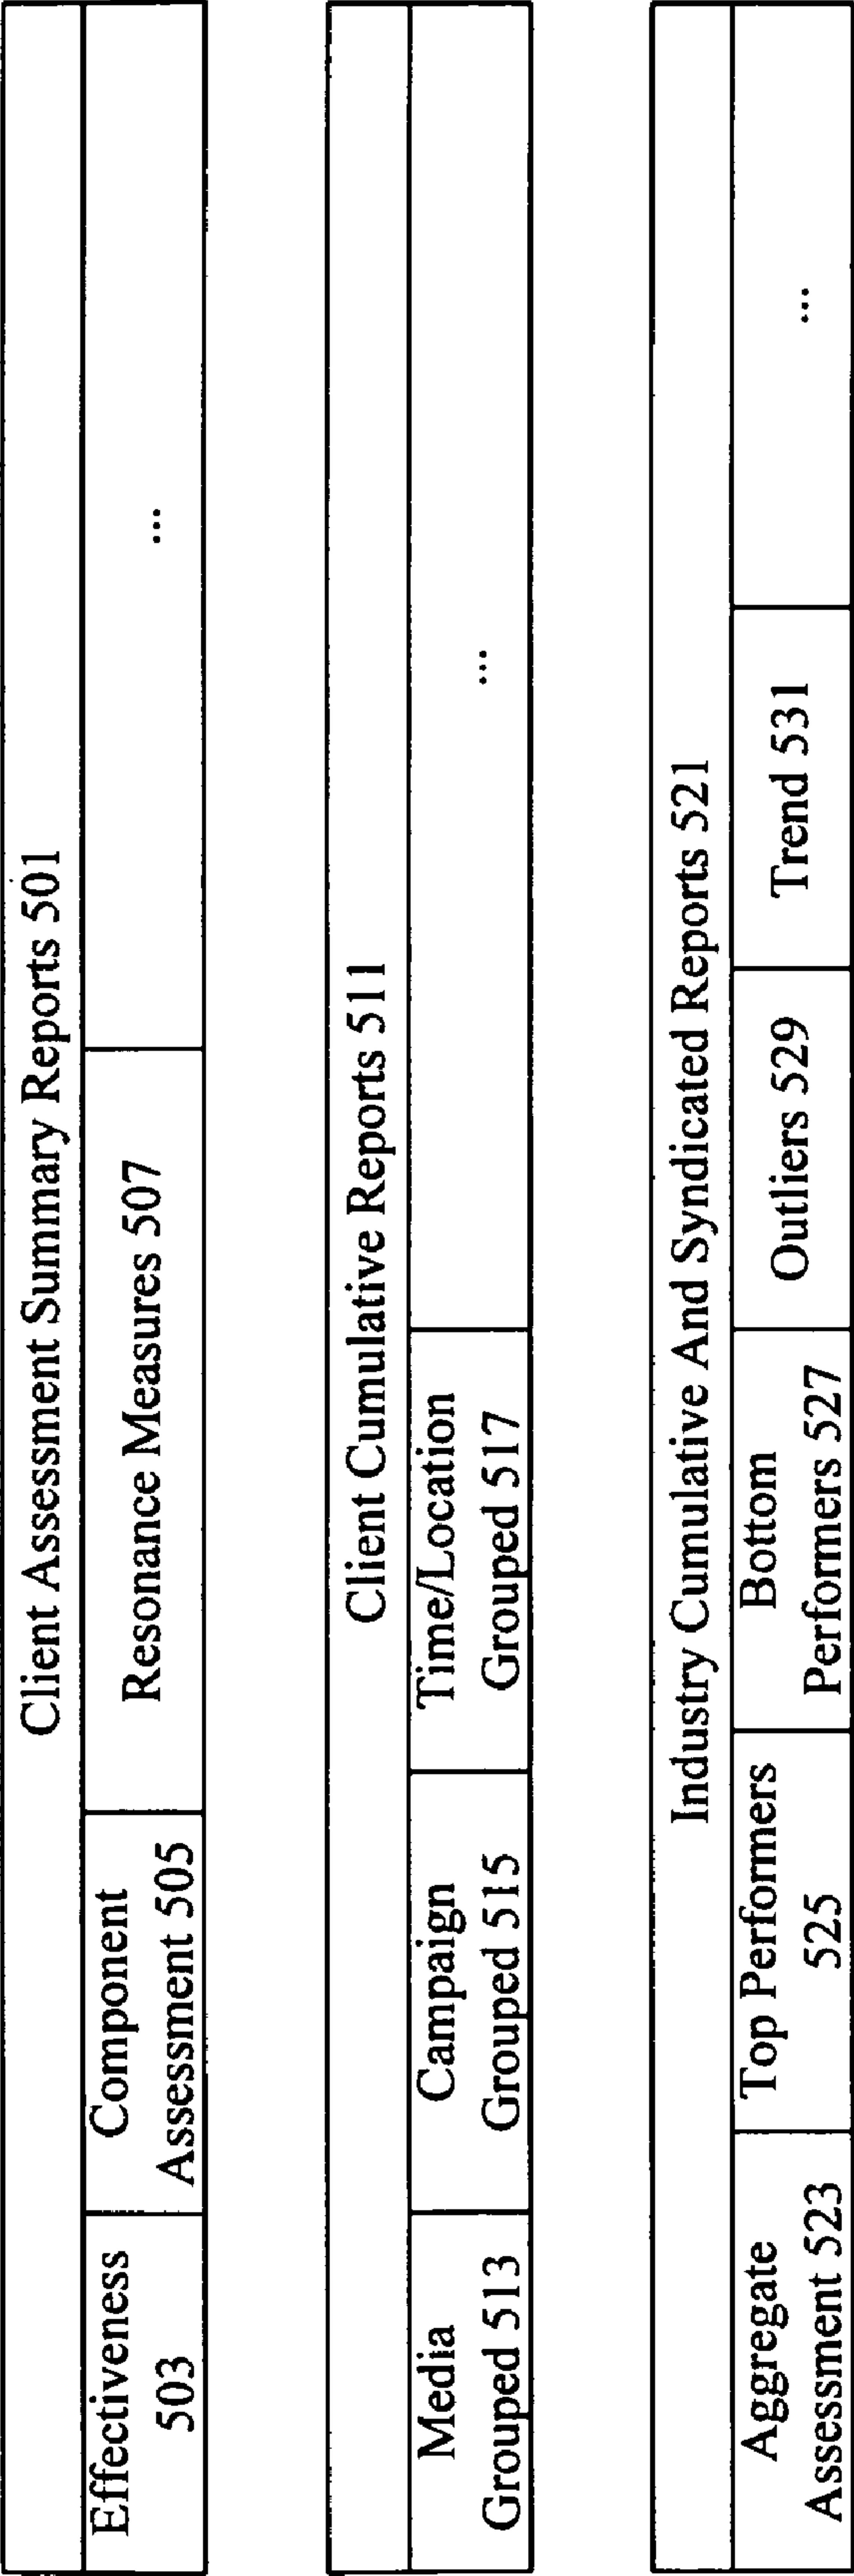 Client Assessment Summary Reports 501
Effectiveness
503
Component
Assessment 505
Resonance Measures 507
...
Client Cumulative Reports 511
Media
Grouped 513
Campaign
Grouped 515
Time/Location
Grouped 517
...
Industry Cumulative And Syndicated Reports 521
Aggregate
Assessment 523
Top Performers
525
Bottom
Performers 527
Outliers 529
Trend 531
...